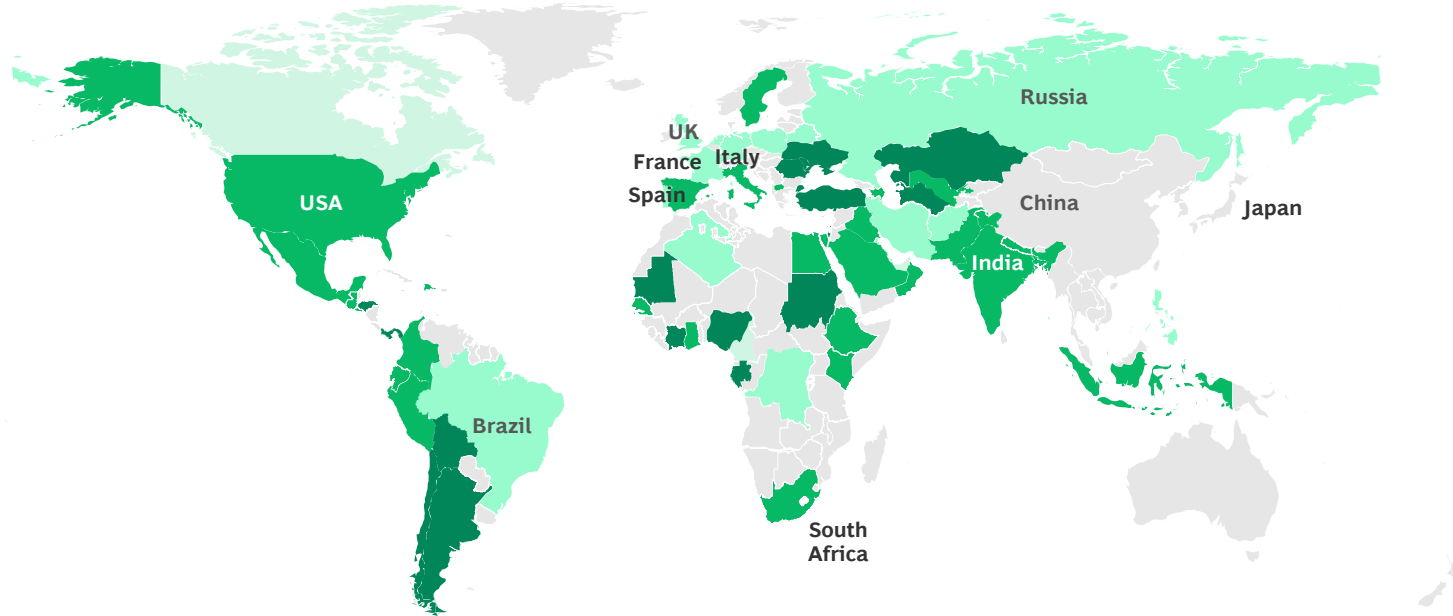 Russia
UK
France
Italy
Spain
USA
China
Japan
India
Brazil
South
Africa